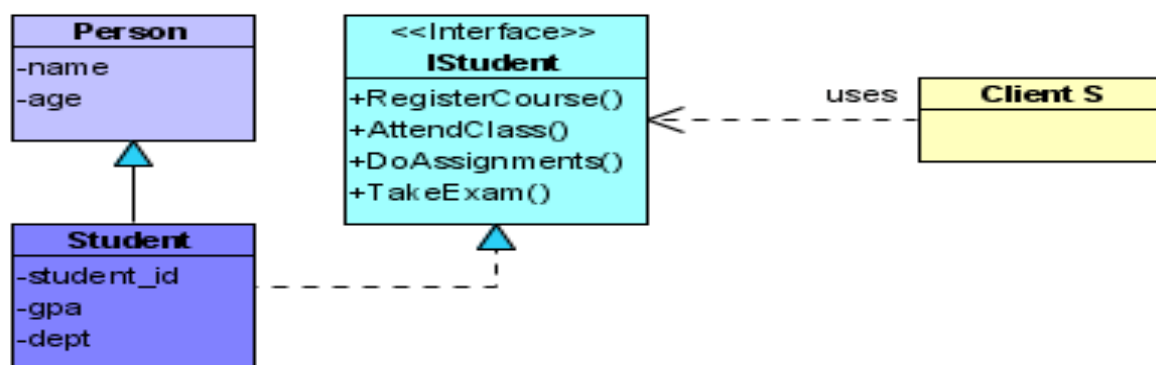 Person
-name
-age
Student
-student_id
-gpa
-dept
<<Interface>>
IStudent
+RegisterCourse()
+AttendClass()
+DoAssignments()
+TakeExam()
uses
Client S